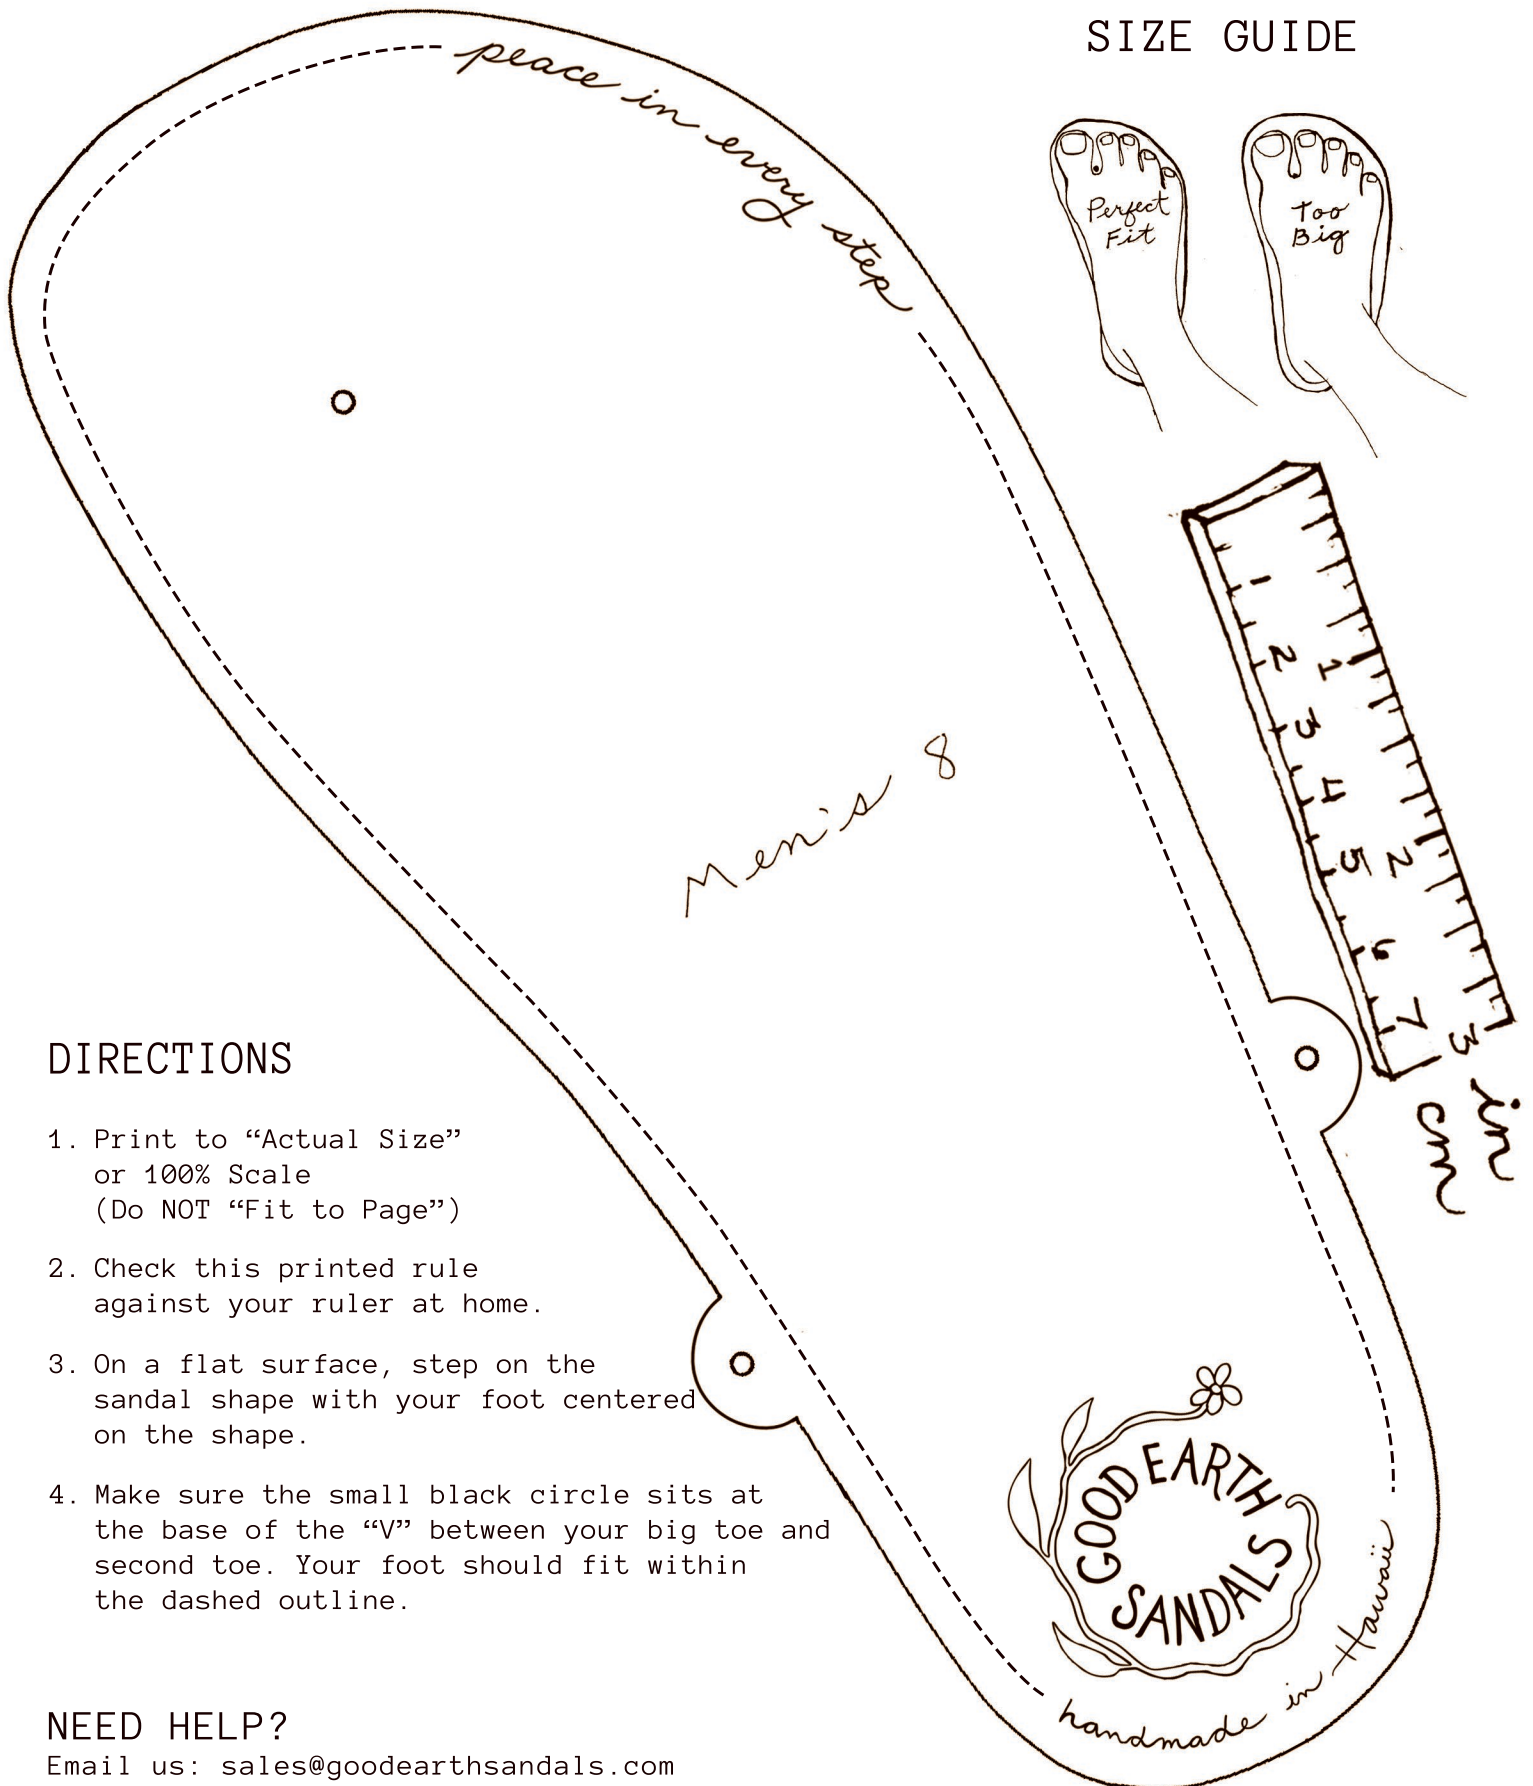 SIZE GUIDE
peace in every step
Perfect
Fit
Too
Big
1
2
3
4
5
6
7
cm
1
2
3
in
Men's 8
DIRECTIONS
1. Print to “Actual Size”
or 100% Scale
(Do NOT “Fit to Page”)
2. Check this printed rule
against your ruler at home.
3. On a flat surface, step on the
sandal shape with your foot centered
on the shape.
4. Make sure the small black circle sits at
the base of the “V” between your big toe and
second toe. Your foot should fit within
the dashed outline.
GOOD EARTH
SANDALS
handmade in Hawaii
NEED HELP?
Email us: sales@goodearthsandals.com